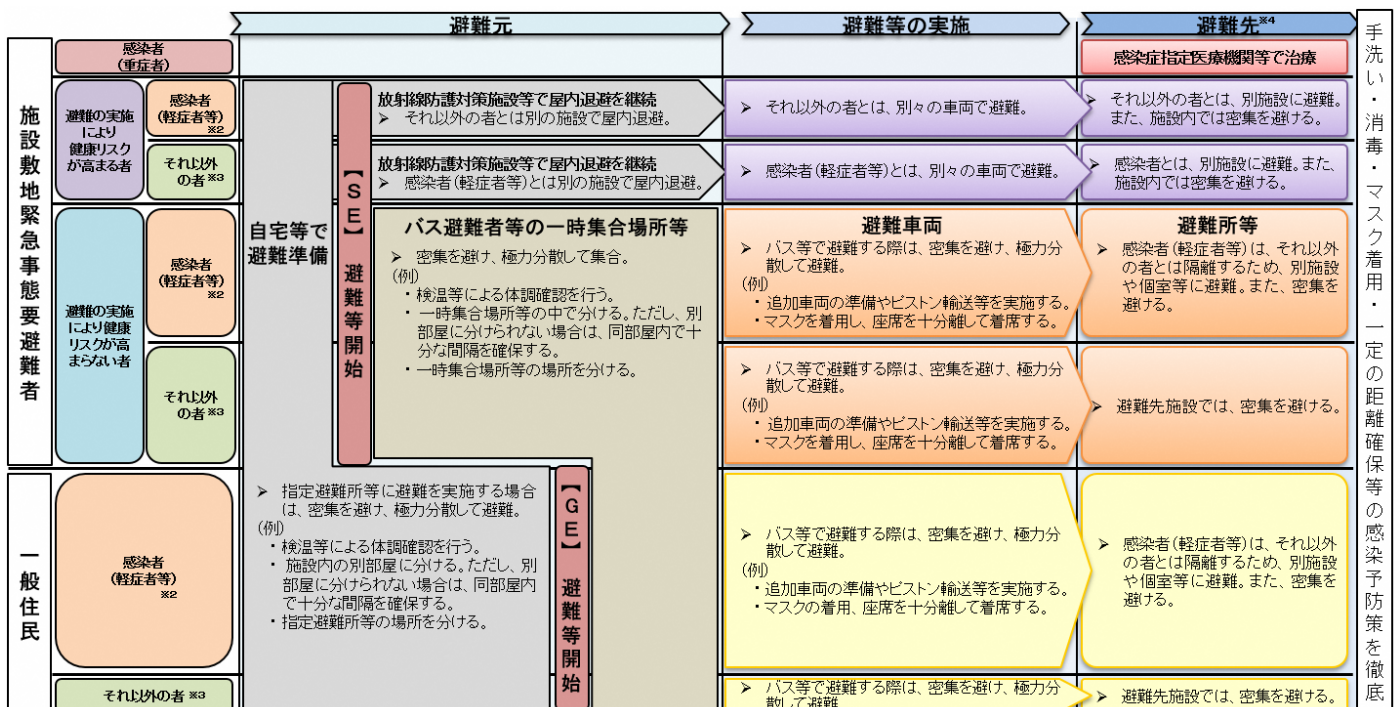 避難元
避難等の実施
避難先※4
感染者
(重症者)
感染症指定医療機関等で治療
施設敷地緊急事態要避難者
避難の実施
により
健康リスク
が高まる者
感染者
(軽症者等)
※2
放射線防護対策施設等で屋内退避を継続
➢ それ以外の者とは別の施設で屋内退避。
➢ それ以外の者とは、別々の車両で避難。
➢ それ以外の者とは、別施設に避難。
また、施設内では密集を避ける。
それ以外
の者※3
放射線防護対策施設等で屋内退避を継続
➢ 感染者(軽症者等)とは別の施設で屋内退避。
➢ 感染者(軽症者等)とは、別々の車両で避難。
➢ 感染者とは、別施設に避難。また、
施設内では密集を避ける。
自宅等で
避難準備
【SE】 避難等開始
避難の実施
により健康
リスクが高
まらない者
感染者
(軽症者等)
※2
バス避難者等の一時集合場所等
➢ 密集を避け、極力分散して集合。
(例)
・検温等による体調確認を行う。
・一時集合場所等の中で分ける。ただし、別
部屋に分けられない場合は、同部屋内で十
分な間隔を確保する。
・一時集合場所等の場所を分ける。
避難車両
➢ バス等で避難する際は、密集を避け、極力分
散して避難。
(例)
・追加車両の準備やピストン輸送等を実施する。
・マスクを着用し、座席を十分離して着席する。
避難所等
➢ 感染者(軽症者等)は、それ以外
の者とは隔離するため、別施設
や個室等に避難。また、密集を
避ける。
それ以外
の者※3
➢ バス等で避難する際は、密集を避け、極力分
散して避難。
(例)
・追加車両の準備やピストン輸送等を実施する。
・マスクを着用し、座席を十分離して着席する。
➢ 避難先施設では、密集を避ける。
一般住民
感染者
(軽症者等)
※2
➢ 指定避難所等に避難を実施する場合
は、密集を避け、極力分散して避難。
(例)
・検温等による体調確認を行う。
・施設内の別部屋に分ける。ただし、別
部屋に分けられない場合は、同部屋内
で十分な間隔を確保する。
・指定避難所等の場所を分ける。
【GE】 避難等開始
➢ バス等で避難する際は、密集を避け、極力分
散して避難。
(例)
・追加車両の準備やピストン輸送等を実施する。
・マスクの着用、座席を十分離して着席する。
➢ 感染者(軽症者等)は、それ以外
の者とは隔離するため、別施設
や個室等に避難。また、密集を
避ける。
それ以外の者 ※3
➢ バス等で避難する際は、密集を避け、極力分
散して避難
➢ 避難先施設では、密集を避ける。
手洗い・消毒・マスク着用・一定の距離確保等の感染予防策を徹底